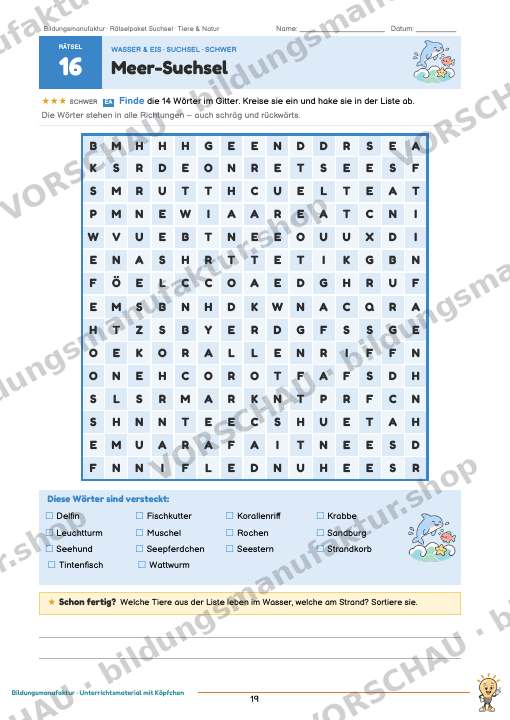 Bildungsmanufaktur · Rätselpaket Suchsel · Tiere & Natur
Name:
Datum:
RÄTSEL
16
WASSER & EIS · SUCHSEL · SCHWER
Meer-Suchsel
★★★ SCHWER EA Finde die 14 Wörter im Gitter. Kreise sie ein und hake sie in der Liste ab.
Die Wörter stehen in alle Richtungen – auch schräg und rückwärts.
B M H H H G E E N D D R S E A
K S R D E O N R E T S E E S F
S M R U T T H C U E L T E A T
P M N E W I A A R E A T C N I
W V U E B T N E E O U U X D I
E N A S H R T T E T I K G B N
F Ö E L C C O A E D G H R U F
E M S B N H D K W N A C Q R A
H T Z S B Y E R D G F S S G E
O E K O R A L L E N R I F F N
O N E H C O R O T F A F S D H
S L S R M A R K N T P R F C N
S H N N T E E C S H U E T A H
E M U A R A F A I T N E E S D
F N N I F L E D N U H E E S R
Diese Wörter sind versteckt:
Delfin
Fischkutter
Korallenriff
Krabbe
Leuchtturm
Muschel
Rochen
Sandburg
Seehund
Seepferdchen
Seestern
Strandkorb
Tintenfisch
Wattwurm
★ Schon fertig? Welche Tiere aus der Liste leben im Wasser, welche am Strand? Sortiere sie.
Bildungsmanufaktur · Unterrichtsmaterial mit Köpfchen
19
VORSCHAU · bildungsmanufaktur.shop